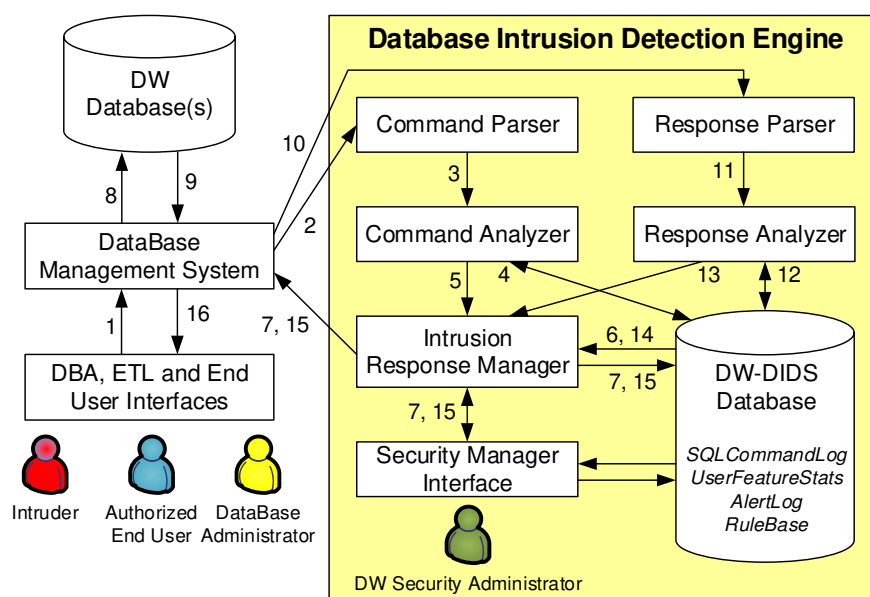 Database Intrusion Detection Engine
DW
Database(s)
10
Command Parser
Response Parser
8
9
2
3
11
DataBase
Management System
Command Analyzer
Response Analyzer
1
16
7, 15
5
4
13
12
DBA, ETL and End
User Interfaces
Intrusion
Response Manager
6, 14
7, 15
DW-DIDS
Database
7, 15
SQLCommandLog
UserFeatureStats
AlertLog
RuleBase
Security Manager
Interface
Intruder
Authorized
End User
DataBase
Administrator
DW Security Administrator